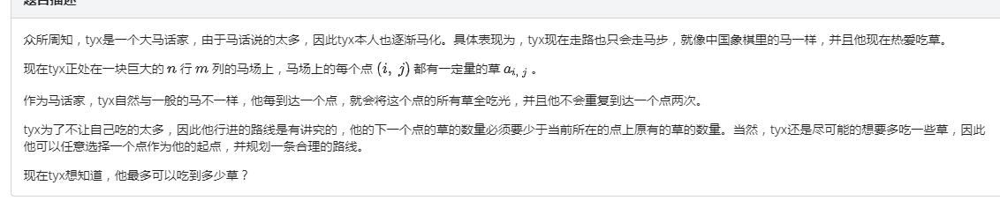 题目描述
众所周知，tyx是一个大马话家，由于马话说的太多，因此tyx本人也逐渐马化。具体表现为，tyx现在走路也只会走马步，就像中国象棋里的马一样，并且他现在热爱吃草。
现在tyx正处在一块巨大的 n 行 m 列的马场上，马场上的每个点 (i, j) 都有一定量的草 a_{i, j} 。
作为马话家，tyx自然与一般的马不一样，他每到达一个点，就会将这个点的所有草全吃光，并且他不会重复到达一个点两次。
tyx为了不让自己吃的太多，因此他行进的路线是有讲究的，他的下一个点的草的数量必须要少于当前所在的点上原有的草的数量。当然，tyx还是尽可能的想要多吃一些草，因此
他可以任意选择一个点作为他的起点，并规划一条合理的路线。
现在tyx想知道，他最多可以吃到多少草？